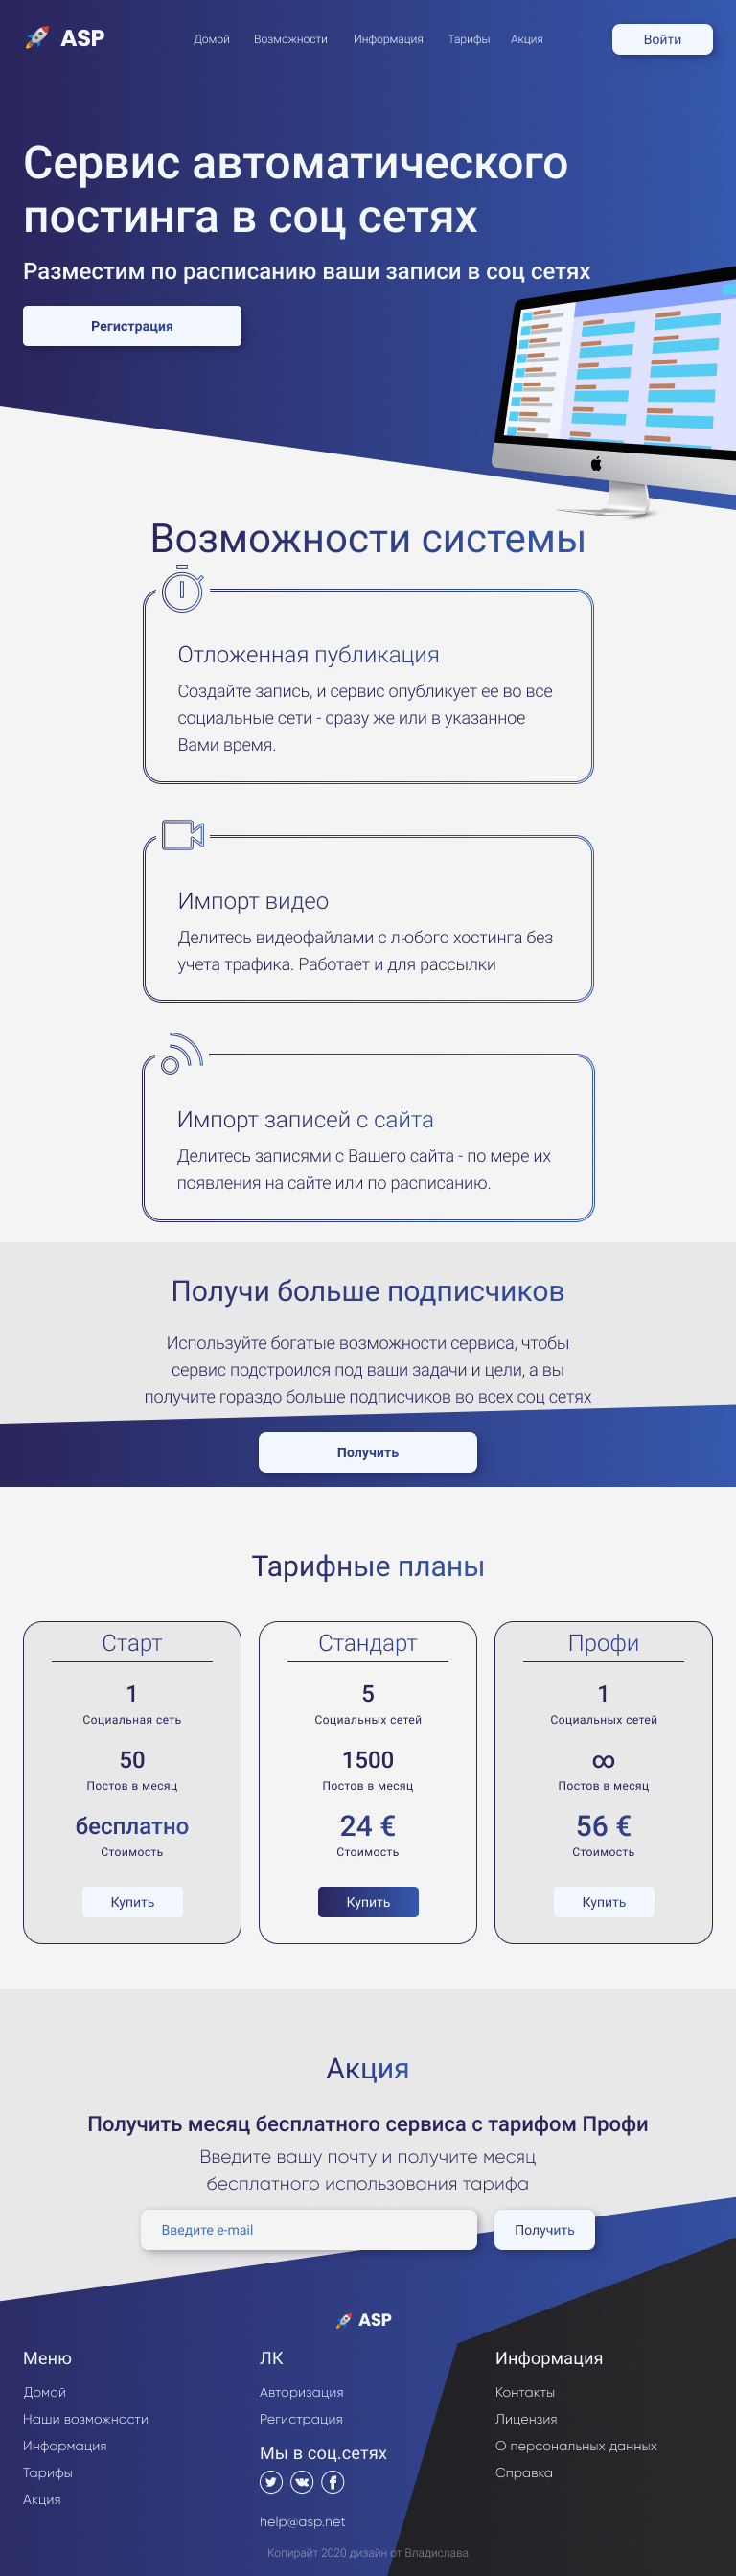 ASP
Домой Возможности Информация Тарифы Акция
Войти
Сервис автоматического
постинга в соц сетях
Разместим по расписанию ваши записи в соц сетях
Регистрация
Возможности системы
Отложенная публикация
Создайте запись, и сервис опубликует ее во все
социальные сети - сразу же или в указанное
Вами время.
Импорт видео
Делитесь видеофайлами с любого хостинга без
учета трафика. Работает и для рассылки
Импорт записей с сайта
Делитесь записями с Вашего сайта - по мере их
появления на сайте или по расписанию.
Получи больше подписчиков
Используйте богатые возможности сервиса, чтобы
сервис подстроился под ваши задачи и цели, а вы
получите гораздо больше подписчиков во всех соц сетях
Получить
Тарифные планы
Старт
1
Социальная сеть
50
Постов в месяц
бесплатно
Стоимость
Купить
Стандарт
5
Социальных сетей
1500
Постов в месяц
24 €
Стоимость
Купить
Профи
1
Социальных сетей
∞
Постов в месяц
56 €
Стоимость
Купить
Акция
Получить месяц бесплатного сервиса с тарифом Профи
Введите вашу почту и получите месяц
бесплатного использования тарифа
Введите e-mail
Получить
ASP
Меню
Домой
Наши возможности
Информация
Тарифы
Акция
ЛК
Авторизация
Регистрация
Мы в соц.сетях
help@asp.net
Информация
Контакты
Лицензия
О персональных данных
Справка
Копирайт 2020 дизайн от Владислава